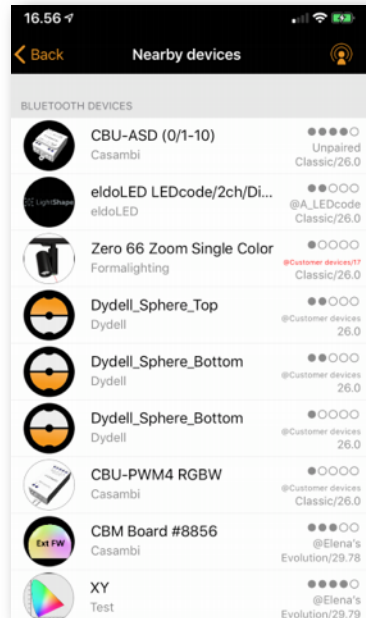 16.56
Back
Nearby devices
BLUETOOTH DEVICES
CBU-ASD (0/1-10)
Casambi
Unpaired
Classic/26.0
LightShape
eldoLED LEDcode/2ch/Di...
eldoLED
@A_LEDcode
Classic/26.0
Zero 66 Zoom Single Color
Formalighting
@Customer devices/17
Classic/26.0
Dydell_Sphere_Top
Dydell
@Customer devices
26.0
Dydell_Sphere_Bottom
Dydell
@Customer devices
26.0
Dydell_Sphere_Bottom
Dydell
@Customer devices
26.0
CBU-PWM4 RGBW
Casambi
@Customer devices
Classic/26.0
Ext FW
CBM Board #8856
Casambi
@Elena's
Evolution/29.78
XY
Test
@Elena's
Evolution/29.79